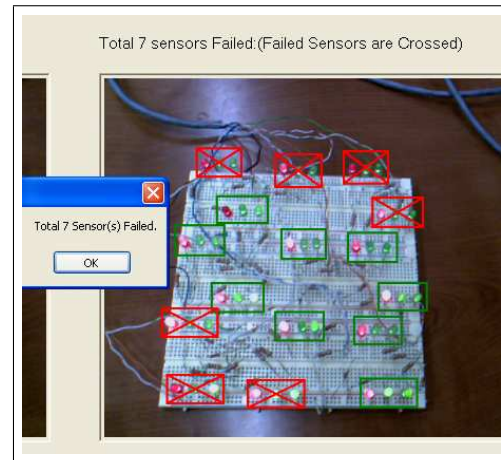 Total 7 sensors Failed:(Failed Sensors are Crossed)
Total 7 Sensor(s) Failed.
OK